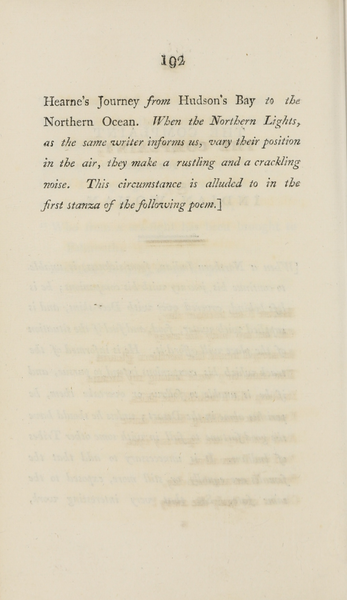 192
Hearne's Journey from Hudson's Bay to the
Northern Ocean. When the Northern Lights,
as the same writer informs us, vary their position
in the air, they make a rustling and a crackling
noise. This circumstance is alluded to in the
first stanza of the following poem.]